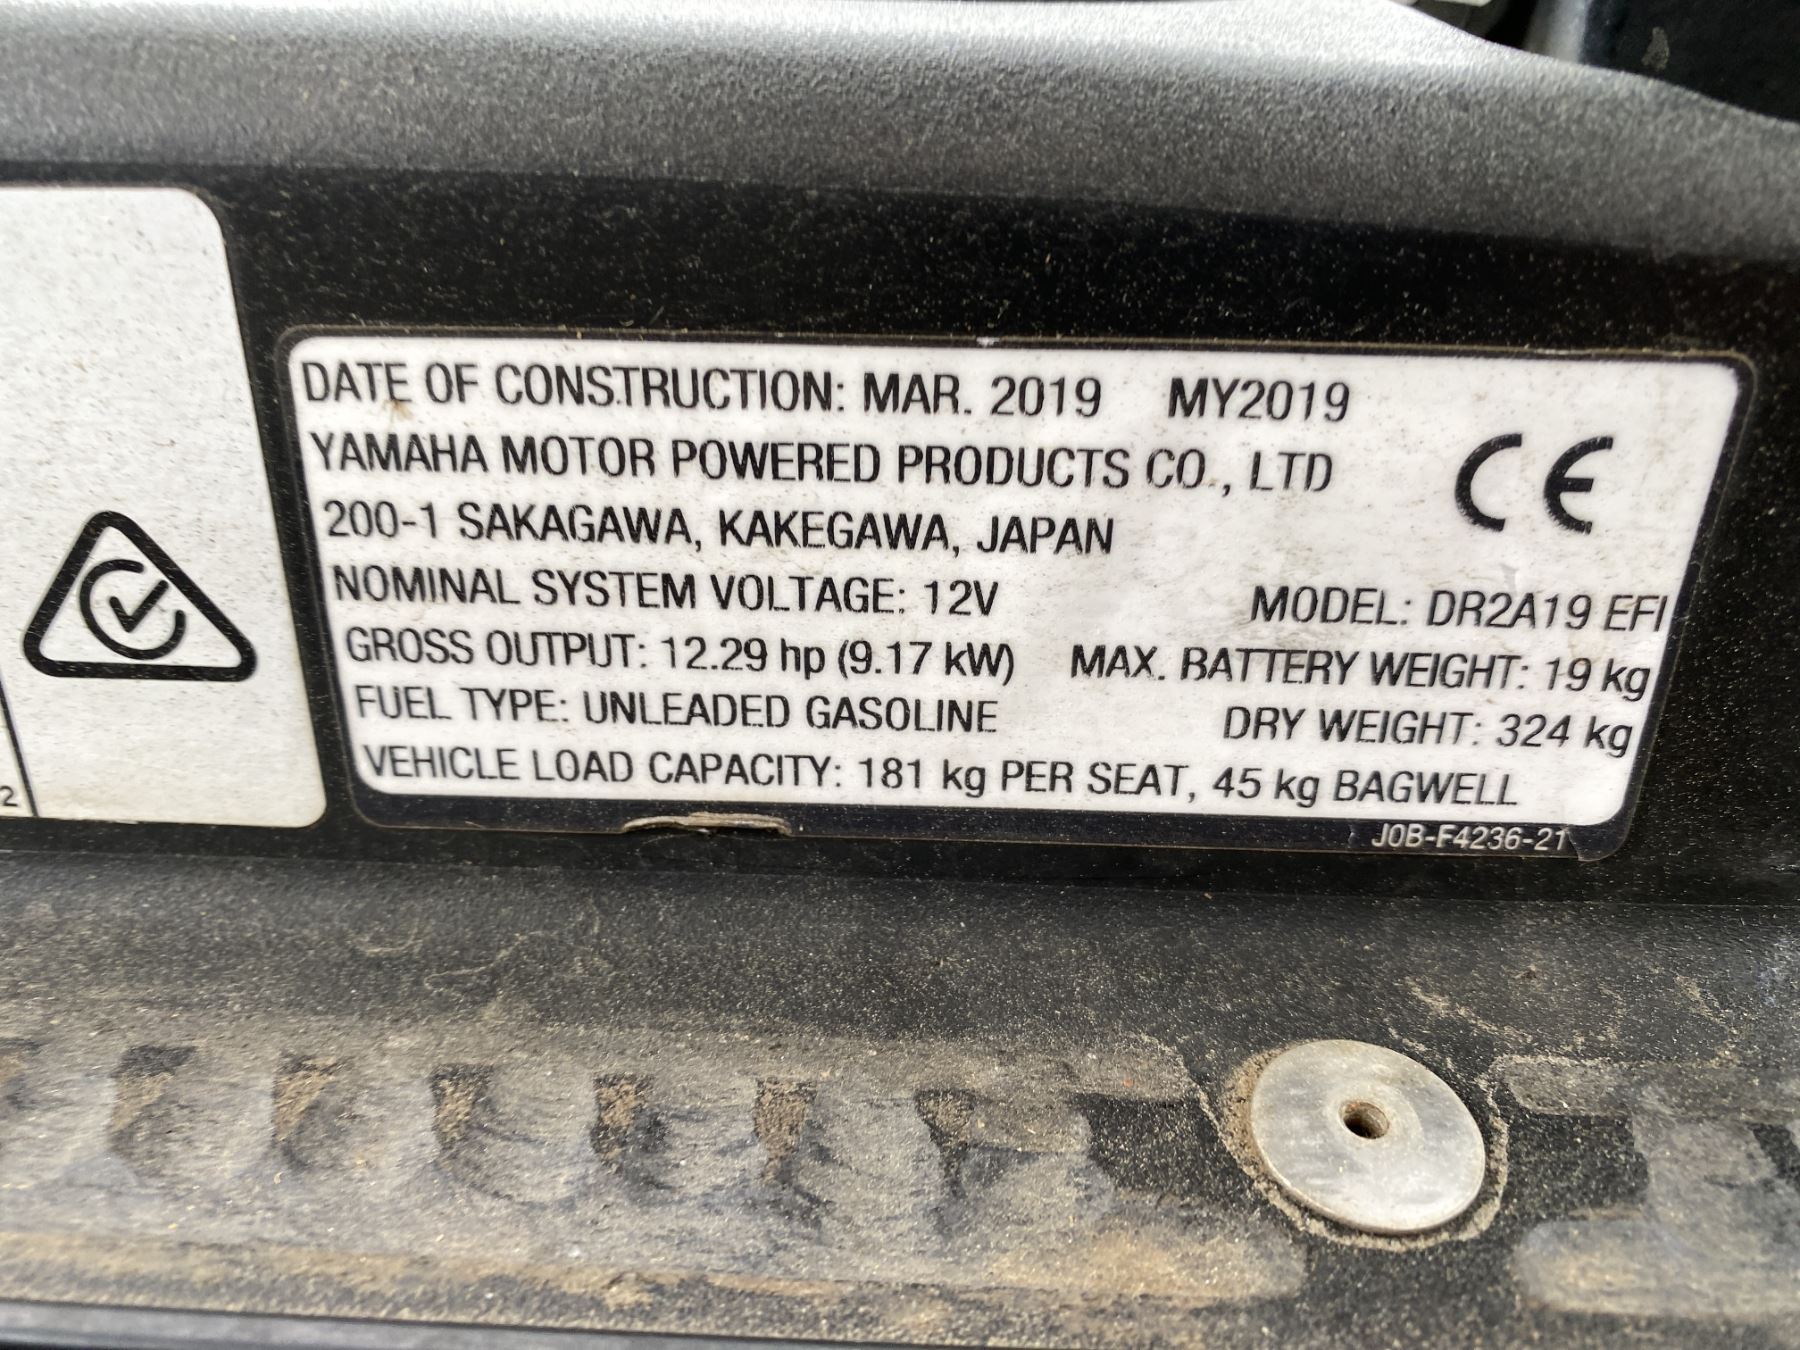 DATE OF CONSTRUCTION: MAR. 2019 MY2019
YAMAHA MOTOR POWERED PRODUCTS CO., LTD
200-1 SAKAGAWA, KAKEGAWA, JAPAN
CE
NOMINAL SYSTEM VOLTAGE: 12V MODEL: DR2A19 EFI
GROSS OUTPUT: 12.29 hp (9.17 kW) MAX. BATTERY WEIGHT: 19 kg
FUEL TYPE: UNLEADED GASOLINE DRY WEIGHT: 324 kg
VEHICLE LOAD CAPACITY: 181 kg PER SEAT, 45 kg BAGWELL
J0B-F4236-21
2